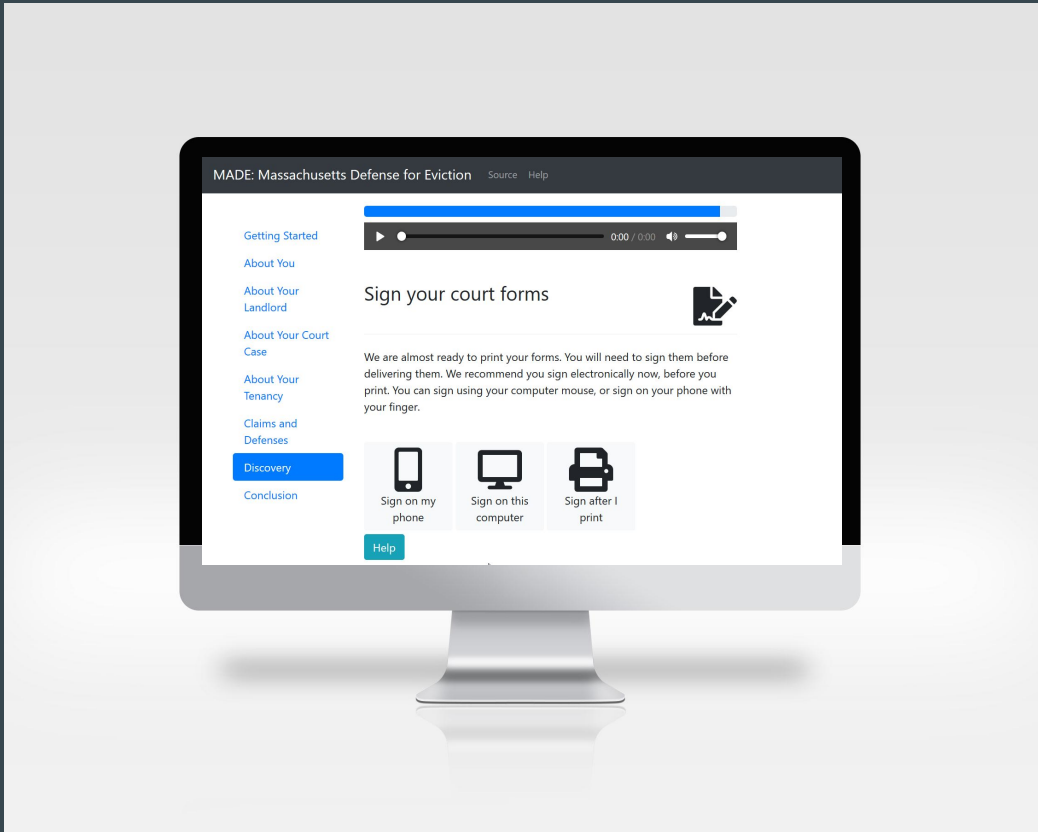 MADE: Massachusetts Defense for Eviction Source Help
Getting Started
About You
About Your
Landlord
About Your Court
Case
About Your
Tenancy
Claims and
Defenses
Discovery
Conclusion
0:00 / 0:00
Sign your court forms
We are almost ready to print your forms. You will need to sign them before
delivering them. We recommend you sign electronically now, before you
print. You can sign using your computer mouse, or sign on your phone with
your finger.
Sign on my
phone
Sign on this
computer
Sign after I
print
Help